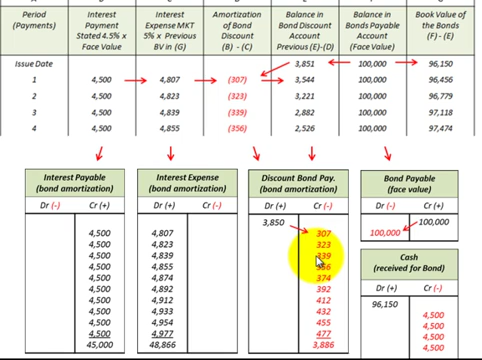 Period (Payments) Interest Payment Stated 4.5% x Face Value Interest Expense MKT 5% x Previous BV in (G) Amortization of Bond Discount (B) - (C) Balance in Bond Discount Account Previous (E)-(D) Balance in Bonds Payable Account (Face Value) Book Value of the Bonds (F) - (E)
Issue Date 3,851 100,000 96,150
1 4,500 4,807 (307) 3,544 100,000 96,456
2 4,500 4,823 (323) 3,221 100,000 96,779
3 4,500 4,839 (339) 2,882 100,000 97,118
4 4,500 4,855 (356) 2,526 100,000 97,474
Interest Payable
(bond amortization)
Dr (-) Cr (+)
4,500
4,500
4,500
4,500
4,500
4,500
4,500
4,500
4,500
4,500
45,000
Interest Expense
(bond amortization)
Dr (+) Cr (-)
4,807
4,823
4,839
4,855
4,874
4,892
4,912
4,933
4,954
4,977
48,866
Discount Bond Pay.
(bond amortization)
Dr (+) Cr (-)
3,850
307
323
339
374
392
412
432
455
477
3,886
Bond Payable
(face value)
Dr (-) Cr (+)
100,000
100,000
Cash
(received for Bond)
Dr (+) Cr (-)
96,150
4,500
4,500
4,500
4,500